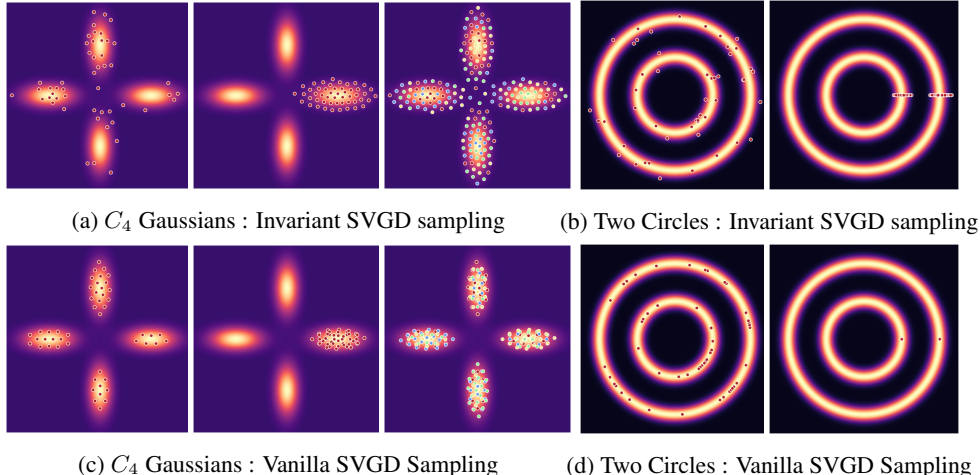 (a) C4 Gaussians : Invariant SVGD sampling
(b) Two Circles : Invariant SVGD sampling
(c) C4 Gaussians : Vanilla SVGD Sampling
(d) Two Circles : Vanilla SVGD Sampling